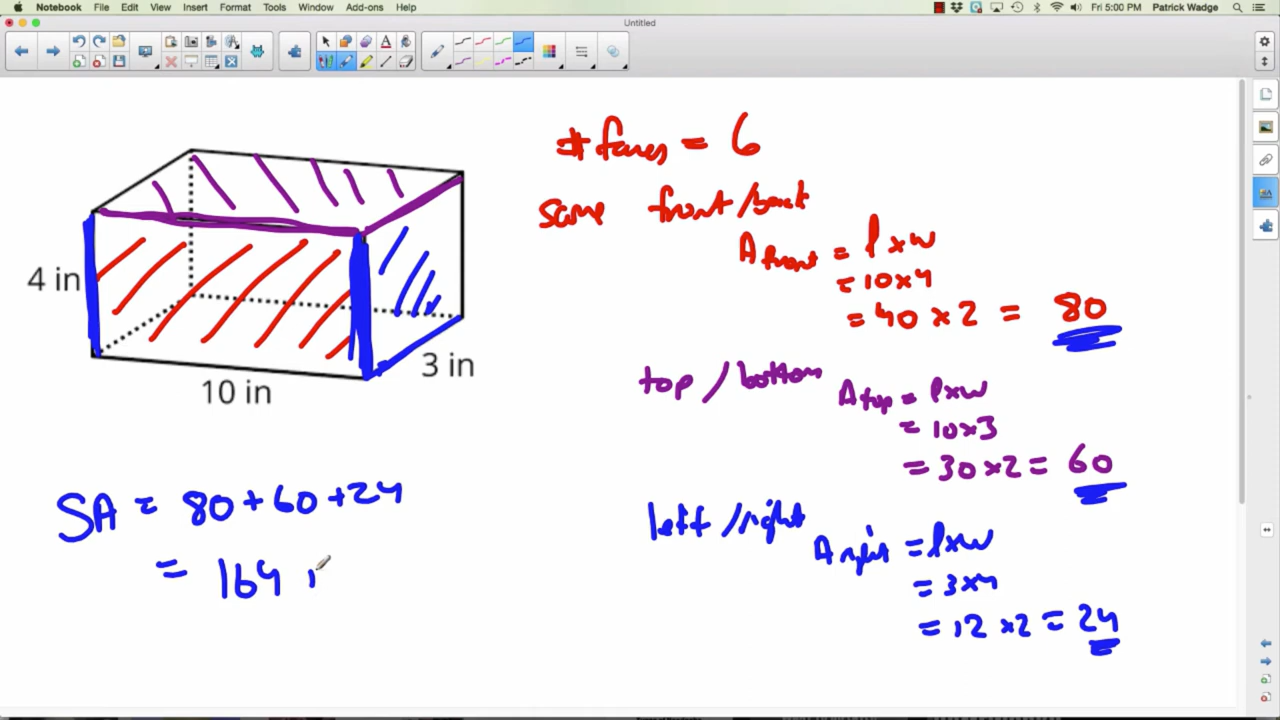 Notebook File Edit View Insert Format Tools Window Add-ons Help Fri 5:00 PM Patrick Wadge
Untitled
4 in
10 in
3 in
# faces = 6
same front/back
A front = l x w
= 10 x 4
= 40 x 2 = 80
top / bottom
A top = l x w
= 10 x 3
= 30 x 2 = 60
left / right
A right = l x w
= 3 x 4
= 12 x 2 = 24
SA = 80 + 60 + 24
= 164 i